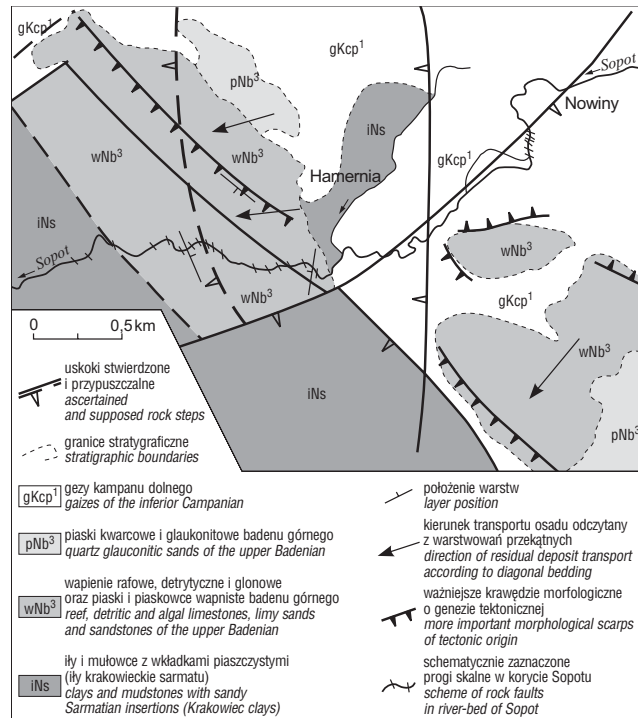 gKcp1
gKcp1
Sopot
pNb3
Nowiny
wNb3
iNs
gKcp1
wNb3
Hamernia
iNs
wNb3
Sopot
wNb3
gKcp1
0 0,5 km
wNb3
iNs
pNb3
uskoki stwierdzone
i przypuszczalne
ascertained
and supposed rock steps
granice stratygraficzne
stratigraphic boundaries
gKcp1
gezy kampanu dolnego
gaizes of the inferior Campanian
pNb3
piaski kwarcowe i glaukonitowe badenu górnego
quartz glauconitic sands of the upper Badenian
wNb3
wapienie rafowe, detrytyczne i glonowe
oraz piaski i piaskowce wapniste badenu górnego
reef, detritic and algal limestones, limy sands
and sandstones of the upper Badenian
iNs
iły i mułowce z wkładkami piaszczystymi
(iły krakowieckie sarmatu)
clays and mudstones with sandy
Sarmatian insertions (Krakowiec clays)
położenie warstw
layer position
kierunek transportu osadu odczytany
z warstwowań przekątnych
direction of residual deposit transport
according to diagonal bedding
ważniejsze krawędzie morfologiczne
o genezie tektonicznej
more important morphological scarps
of tectonic origin
schematycznie zaznaczone
progi skalne w korycie Sopotu
scheme of rock faults
in river-bed of Sopot